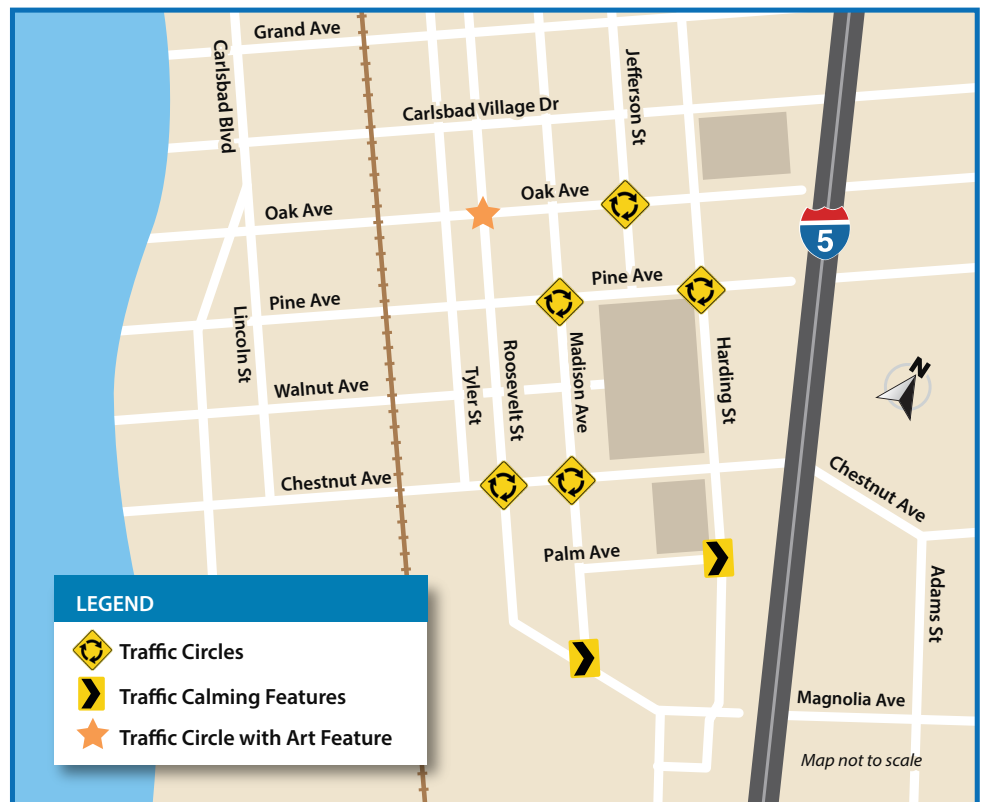 Grand Ave
Carlsbad Blvd
Jefferson St
Carlsbad Village Dr
Oak Ave
Oak Ave
5
Pine Ave
Pine Ave
Lincoln St
Roosevelt St
Madison Ave
Harding St
N
Tyler St
Walnut Ave
Chestnut Ave
Chestnut Ave
Palm Ave
Adams St
LEGEND
Traffic Circles
Traffic Calming Features
Traffic Circle with Art Feature
Magnolia Ave
Map not to scale